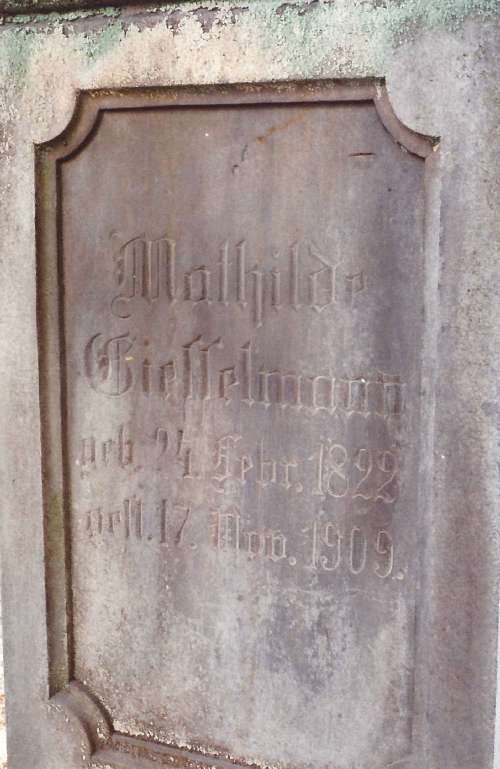 Mathilde
Giesselmann
geb. 24. Febr. 1822
gest. 17. Nov. 1909.